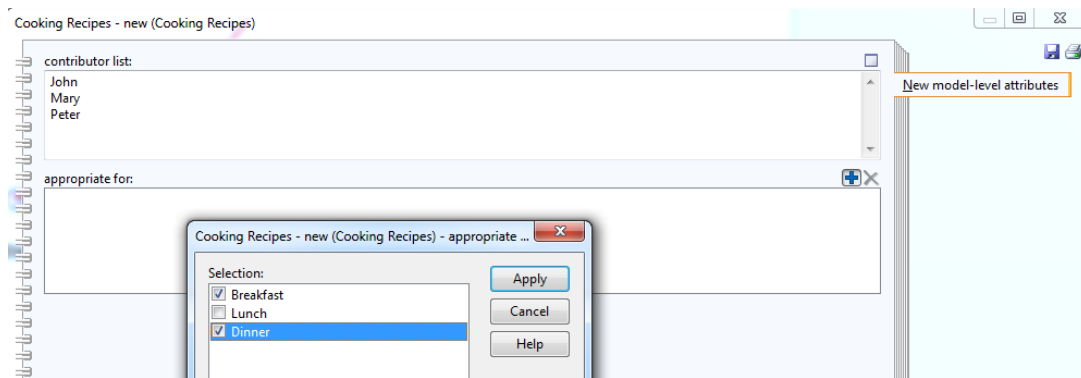 Cooking Recipes - new (Cooking Recipes)
contributor list:
John
Mary
Peter
New model-level attributes
appropriate for:
Cooking Recipes - new (Cooking Recipes) - appropriate ...
Selection:
Breakfast
Lunch
Dinner
Apply
Cancel
Help